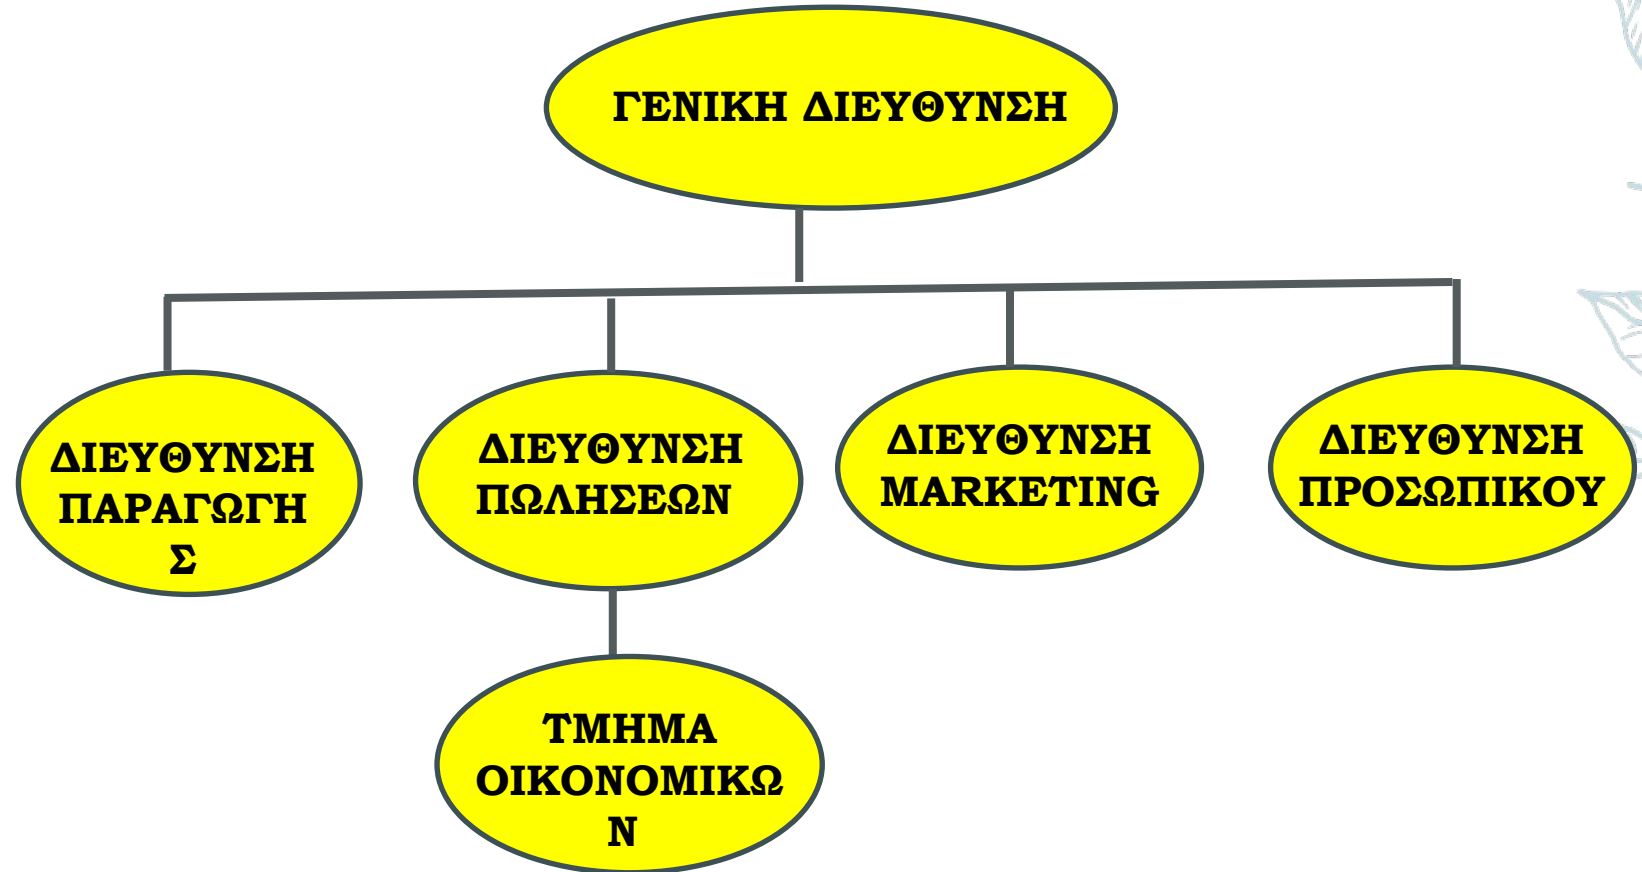 ΓΕΝΙΚΗ ΔΙΕΥΘΥΝΣΗ
ΔΙΕΥΘΥΝΣΗ
ΠΑΡΑΓΩΓΗ
Σ
ΔΙΕΥΘΥΝΣΗ
ΠΩΛΗΣΕΩΝ
ΔΙΕΥΘΥΝΣΗ
MARKETING
ΔΙΕΥΘΥΝΣΗ
ΠΡΟΣΩΠΙΚΟΥ
ΤΜΗΜΑ
ΟΙΚΟΝΟΜΙΚΩ
Ν